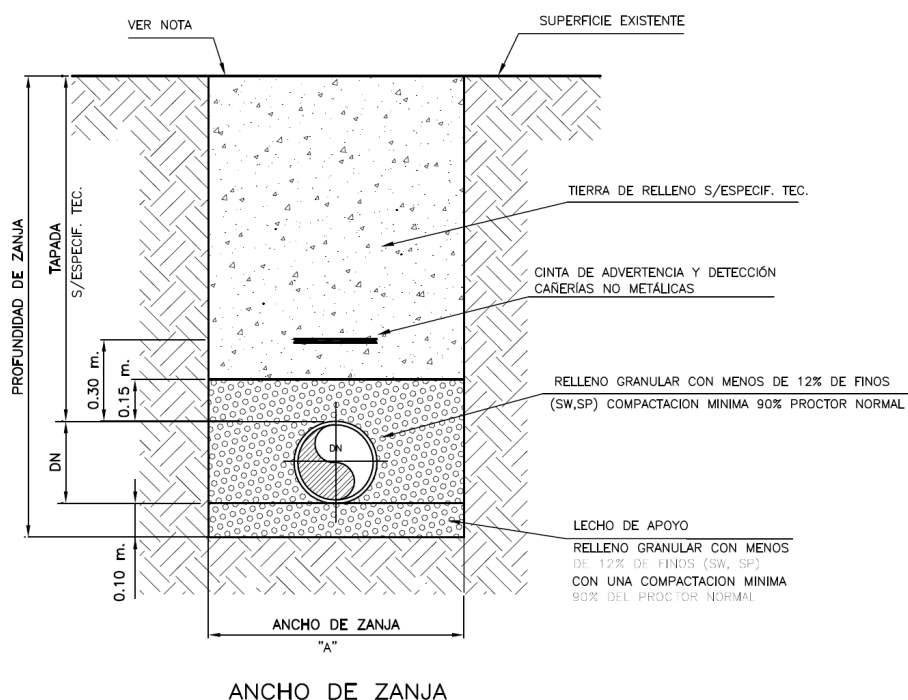 VER NOTA
SUPERFICIE EXISTENTE
PROFUNDIDAD DE ZANJA
TAPADA
S/ESPECIF. TEC.
TIERRA DE RELLENO S/ESPECIF. TEC.
CINTA DE ADVERTENCIA Y DETECCIÓN
CAÑERÍAS NO METÁLICAS
0.30 m.
0.15 m.
RELLENO GRANULAR CON MENOS DE 12% DE FINOS
(SW,SP) COMPACTACION MINIMA 90% PROCTOR NORMAL
DN
DN
LECHO DE APOYO
RELLENO GRANULAR CON MENOS
DE 12% DE FINOS (SW, SP)
CON UNA COMPACTACION MINIMA
90% DEL PROCTOR NORMAL
0.10 m.
ANCHO DE ZANJA
"A"
ANCHO DE ZANJA